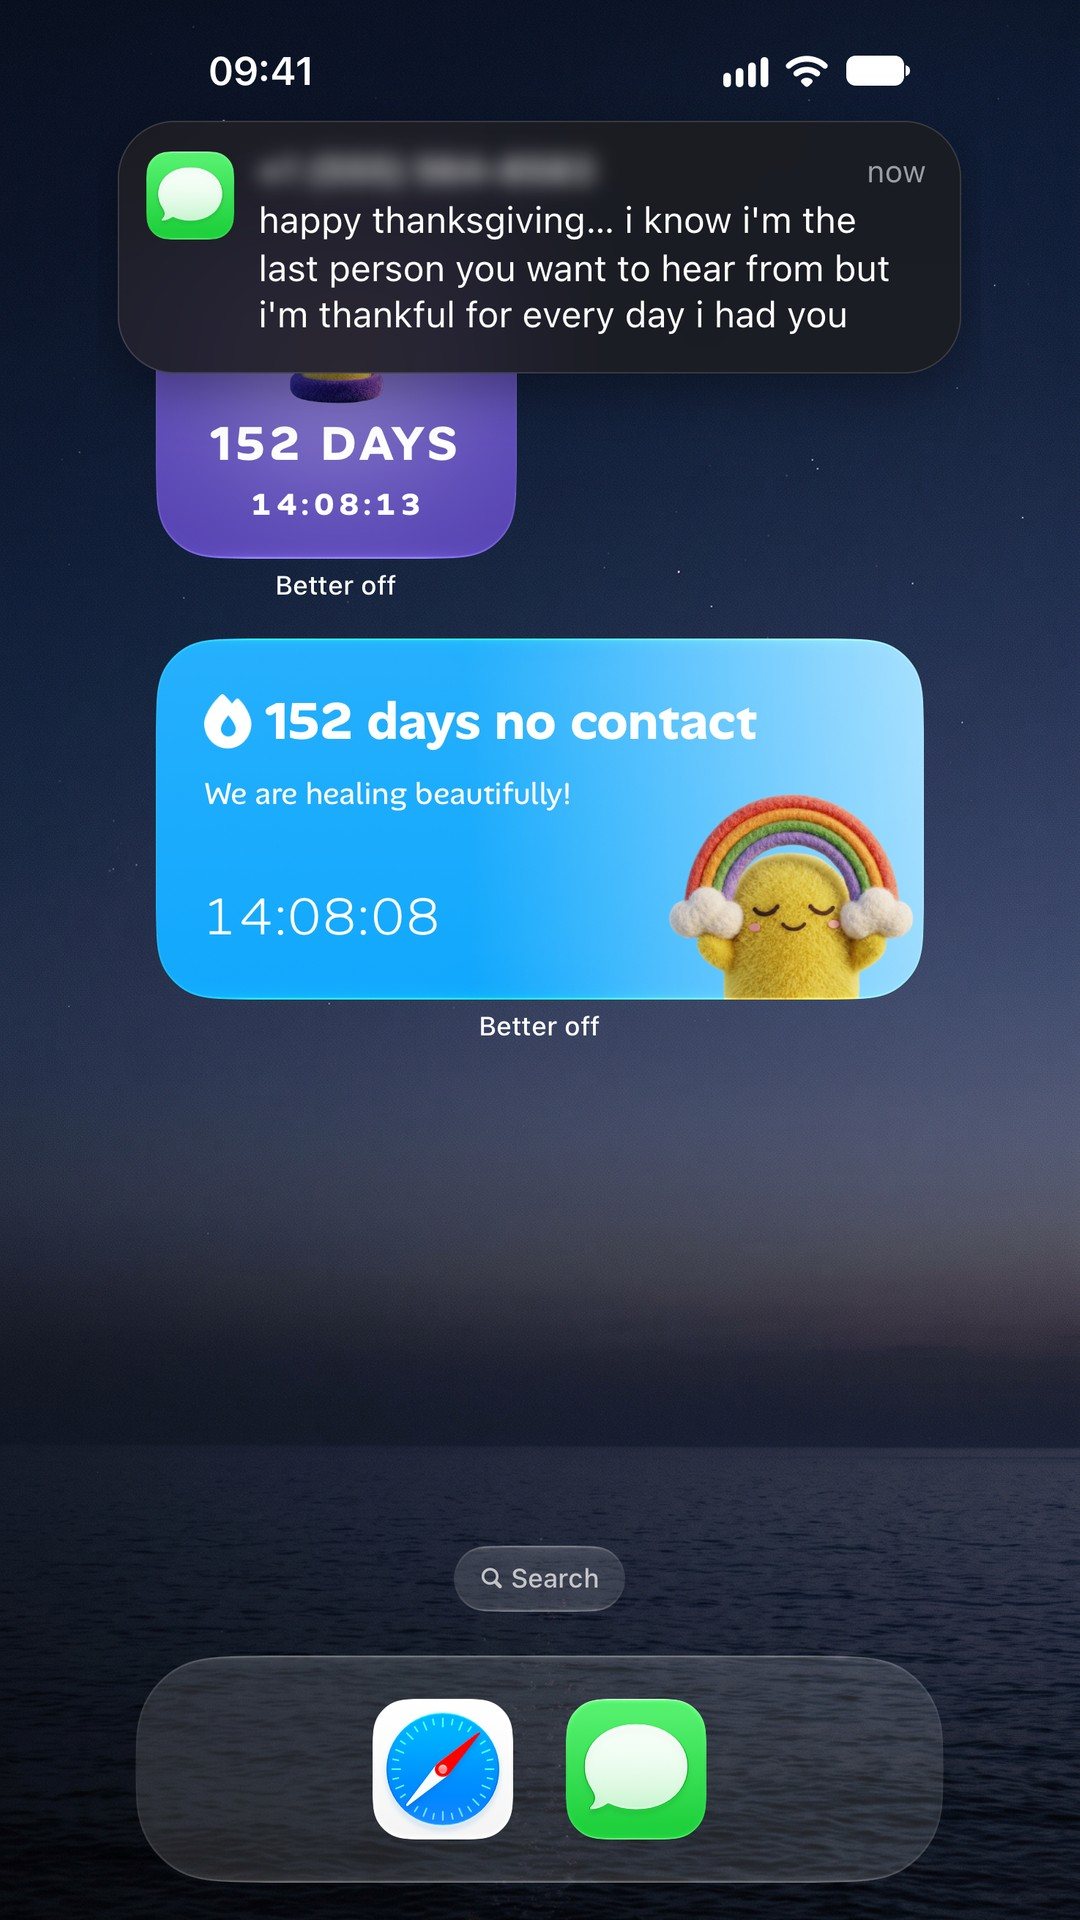 09:41
now
happy thanksgiving... i know i'm the
last person you want to hear from but
i'm thankful for every day i had you
152 DAYS
14:08:13
Better off
152 days no contact
We are healing beautifully!
14:08:08
Better off
Search